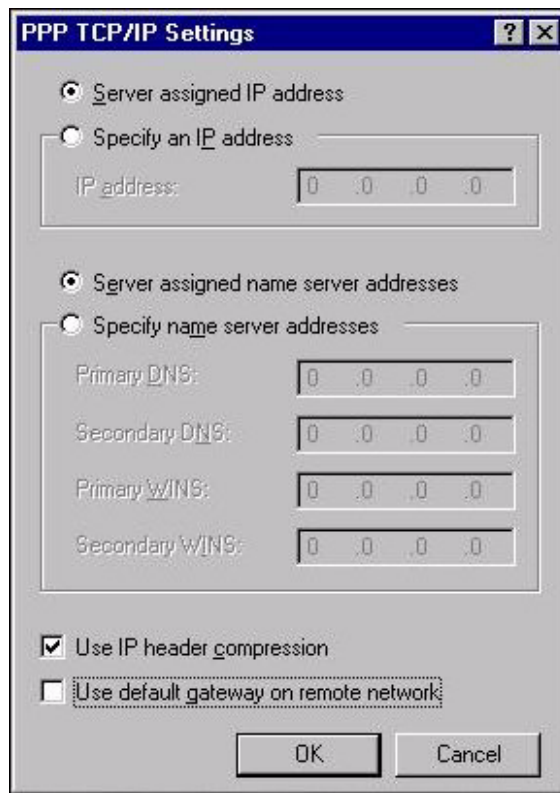 PPP TCP/IP Settings
Server assigned IP address
Specify an IP address
IP address: 0 .0 .0 .0
Server assigned name server addresses
Specify name server addresses
Primary DNS: 0 .0 .0 .0
Secondary DNS: 0 .0 .0 .0
Primary WINS: 0 .0 .0 .0
Secondary WINS: 0 .0 .0 .0
Use IP header compression
Use default gateway on remote network
OK Cancel